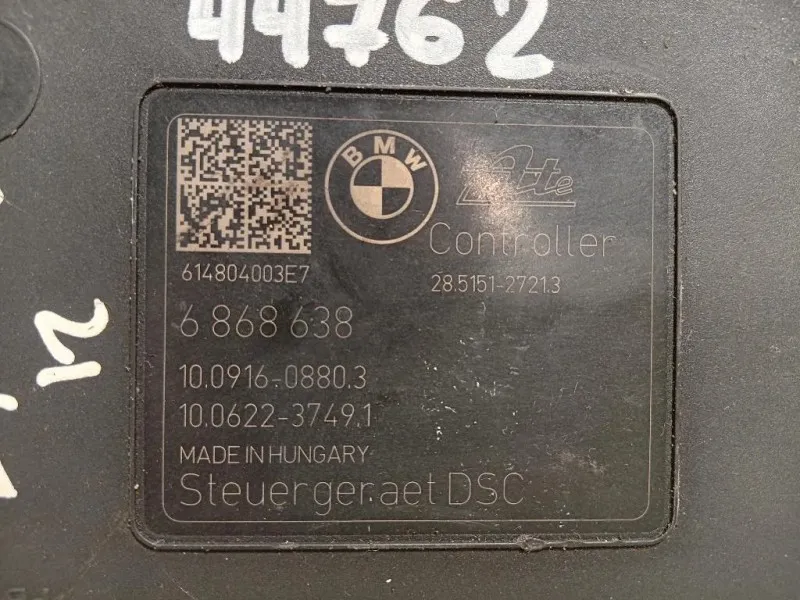 44762
BMW
Ate
Controller
614804003E7
28.5151-2721.3
6 868 638
10.0916-0880.3
10.0622-3749.1
MADE IN HUNGARY
Steuergeraet DSC